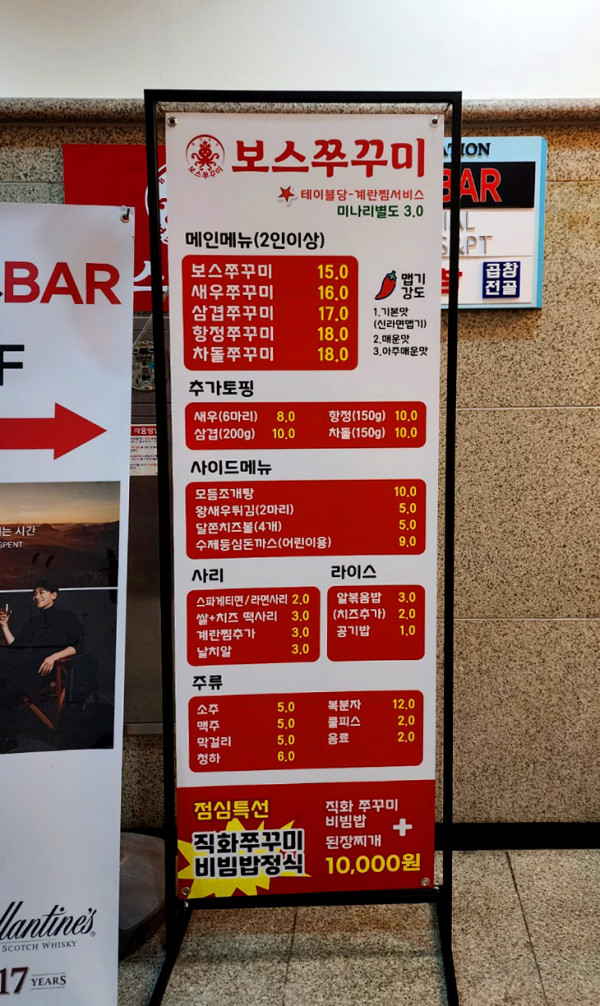 보스쭈꾸미
보스쭈꾸미
테이블당-계란찜서비스
미나리별도 3.0
메인메뉴(2인이상)
보스쭈꾸미 15.0
새우쭈꾸미 16.0
삼겹쭈꾸미 17.0
항정쭈꾸미 18.0
차돌쭈꾸미 18.0
맵기
강도
1.기본맛
(신라면맵기)
2.매운맛
3.아주매운맛
추가토핑
새우(6마리) 8.0 항정(150g) 10.0
삼겹(200g) 10.0 차돌(150g) 10.0
사이드메뉴
모듬조개탕 10.0
왕새우튀김(2마리) 5.0
달쫀치즈볼(4개) 5.0
수제등심돈까스(어린이용) 9.0
사리
스파게티면/라면사리 2.0
쌀+치즈 떡사리 3.0
계란찜추가 3.0
날치알 3.0
라이스
알볶음밥 3.0
(치즈추가) 2.0
공기밥 1.0
주류
소주 5.0 복분자 12.0
맥주 5.0 쿨피스 2.0
막걸리 5.0 음료 2.0
청하 6.0
점심특선
직화쭈꾸미
비빔밥정식
직화 쭈꾸미
비빔밥
+
된장찌개
10,000원
BAR
F
는 시간
SPENT
llantine's
SCOTCH WHISKY
17 YEARS
TION
BAR
&PT
곱창
전골